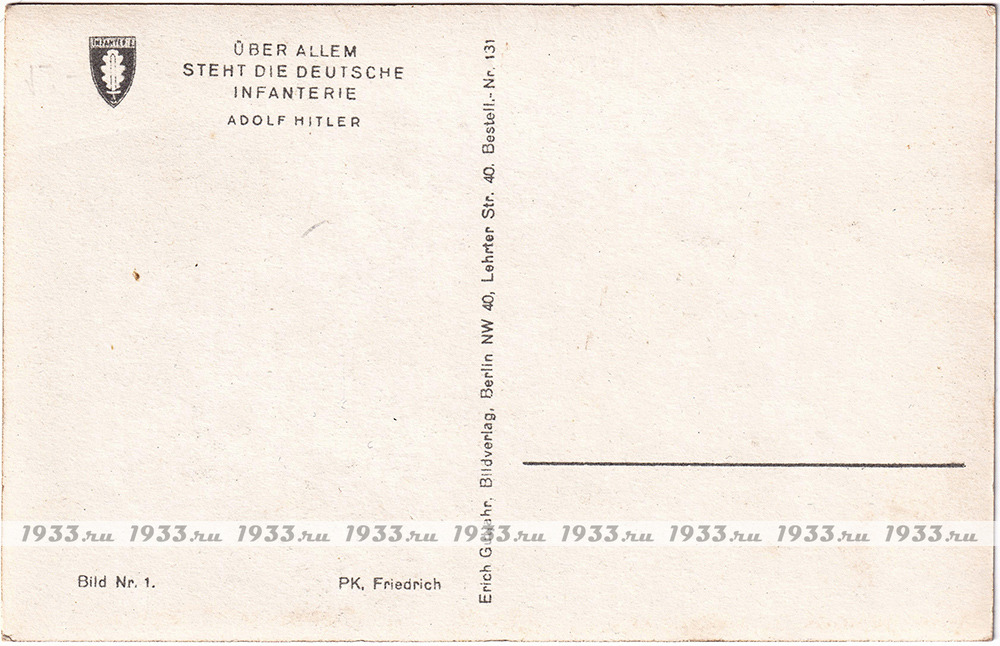 INFANTERIE
ÜBER ALLEM
STEHT DIE DEUTSCHE
INFANTERIE
ADOLF HITLER
Erich Gutjahr, Bildverlag, Berlin NW 40, Lehrter Str. 40. Bestell.-Nr. 131
1933.ru 1933.ru 1933.ru 1933.ru 1933.ru 1933.ru 1933.ru 1933.ru 1933.ru
Bild Nr. 1.
PK, Friedrich